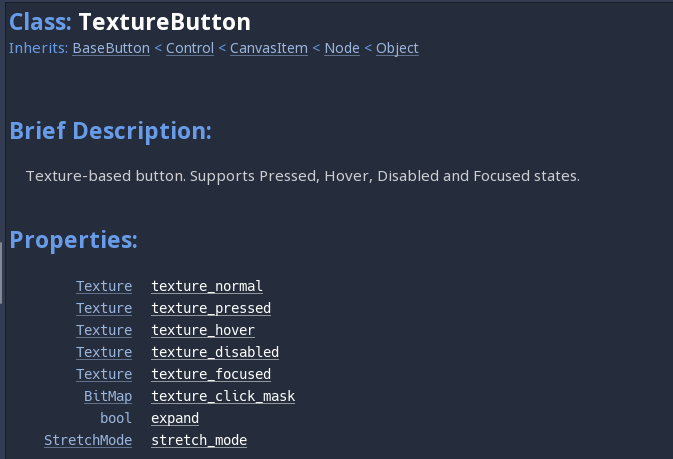 Class: TextureButton
Inherits: BaseButton < Control < CanvasItem < Node < Object
Brief Description:
Texture-based button. Supports Pressed, Hover, Disabled and Focused states.
Properties:
Texture texture_normal
Texture texture_pressed
Texture texture_hover
Texture texture_disabled
Texture texture_focused
BitMap texture_click_mask
bool expand
StretchMode stretch_mode